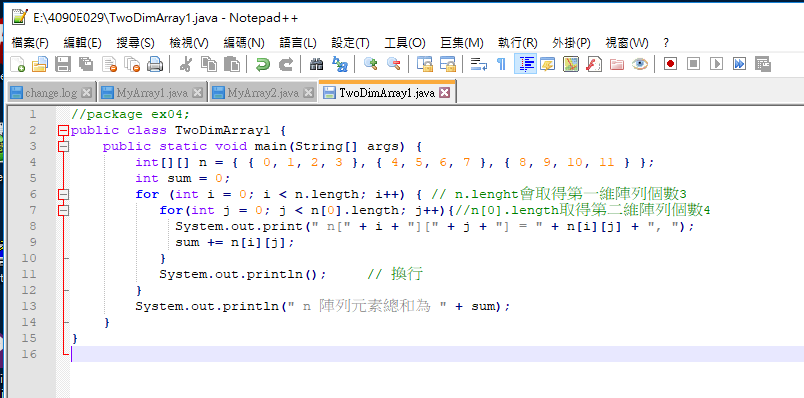 E:\4090E029\TwoDimArray1.java - Notepad++
檔案(F) 編輯(E) 搜尋(S) 檢視(V) 編碼(N) 語言(L) 設定(T) 工具(O) 巨集(M) 執行(R) 外掛(P) 視窗(W) ?
change.log MyArray1.java MyArray2.java TwoDimArray1.java
1 //package ex04;
2 public class TwoDimArray1 {
3 public static void main(String[] args) {
4 int[][] n = { { 0, 1, 2, 3 }, { 4, 5, 6, 7 }, { 8, 9, 10, 11 } };
5 int sum = 0;
6 for (int i = 0; i < n.length; i++) { // n.lenght會取得第一維陣列個數3
7 for(int j = 0; j < n[0].length; j++){//n[0].length取得第二維陣列個數4
8 System.out.print(" n[" + i + "][" + j + "] = " + n[i][j] + ", ");
9 sum += n[i][j];
10 }
11 System.out.println(); // 換行
12 }
13 System.out.println(" n 陣列元素總和為 " + sum);
14 }
15 }
16